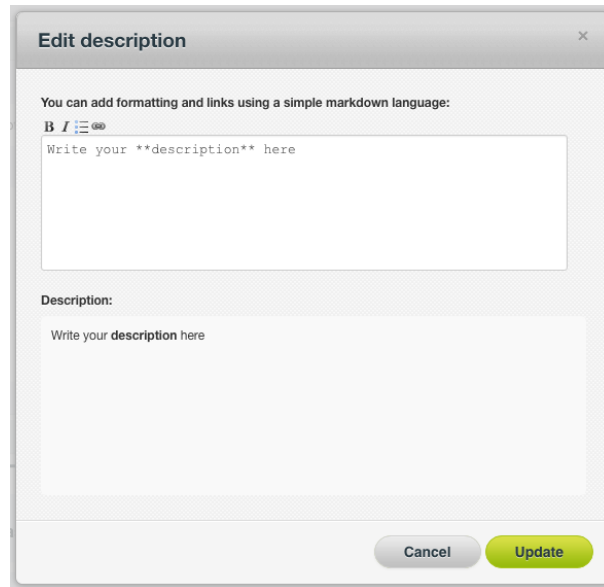 Edit description
×
You can add formatting and links using a simple markdown language:
B I
Write your **description** here
Description:
Write your description here
Cancel Update